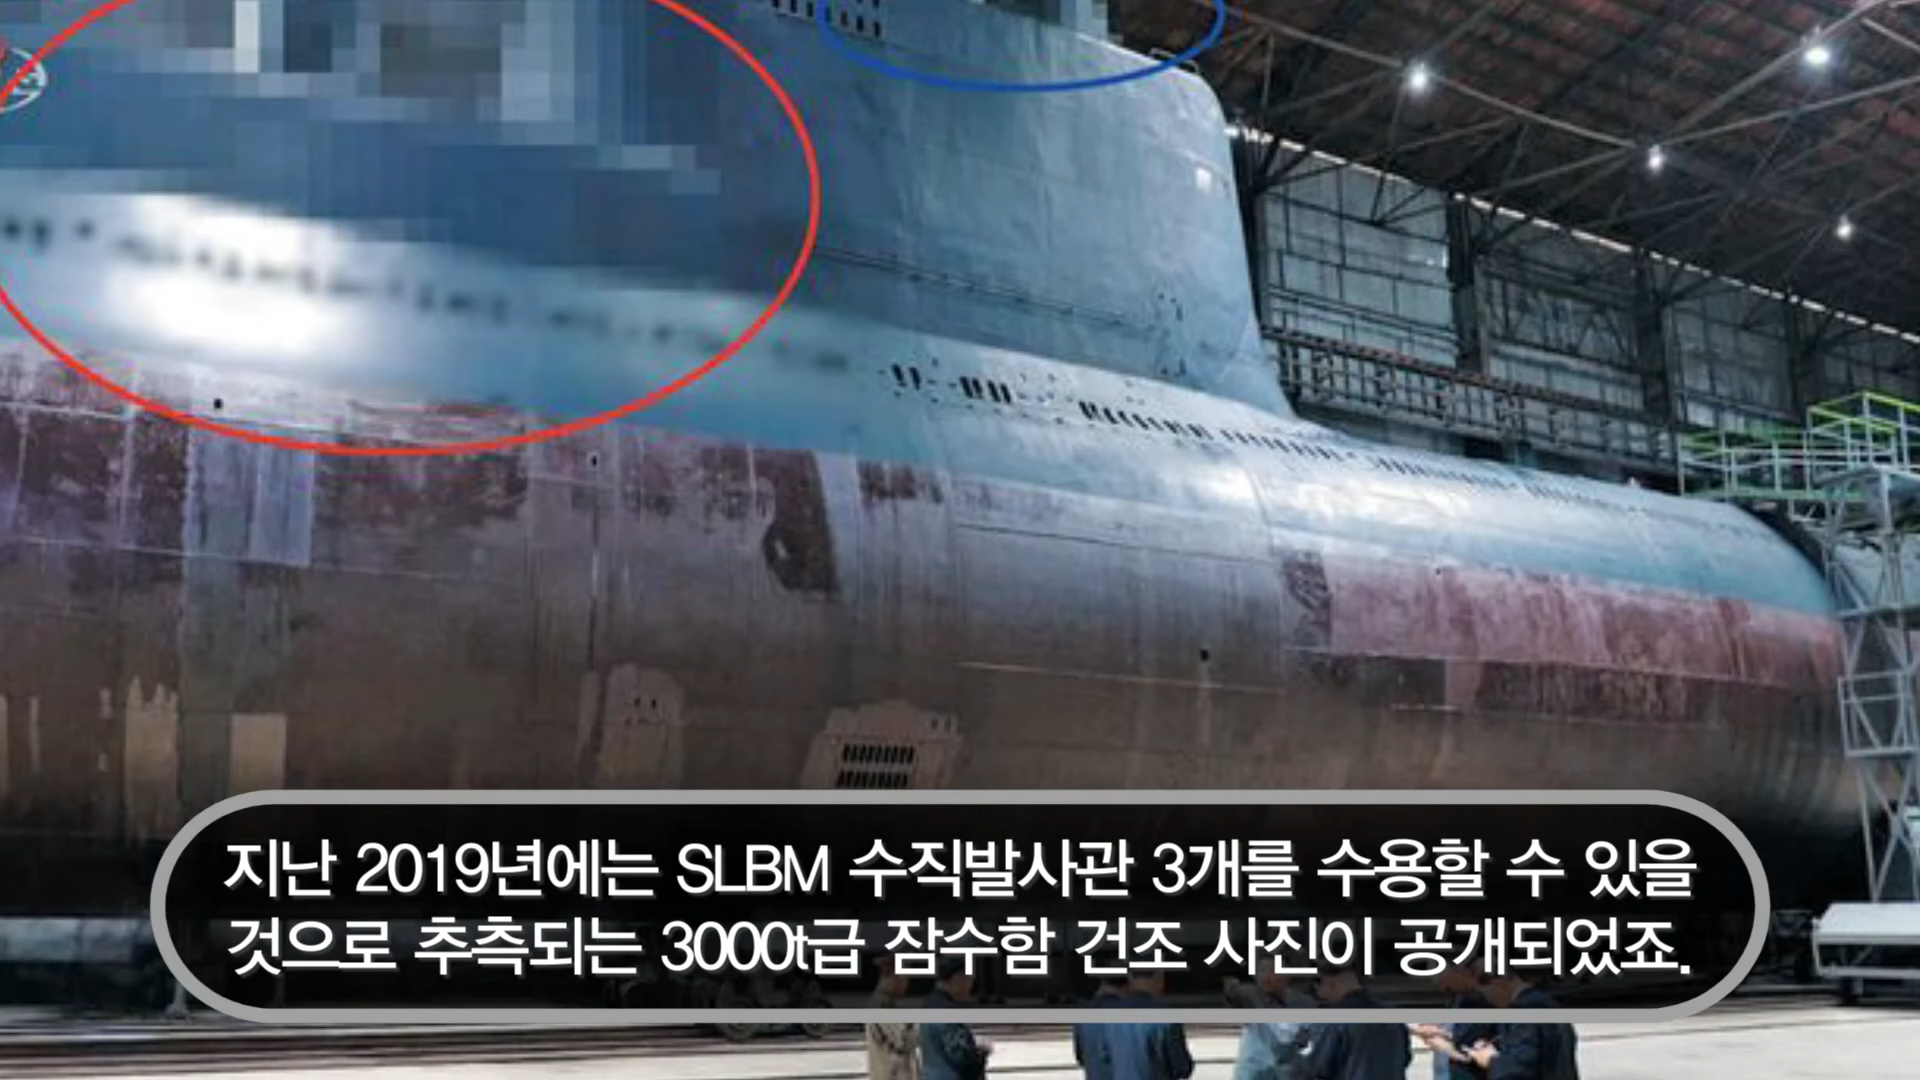 지난 2019년에는 SLBM 수직발사관 3개를 수용할 수 있을
것으로 추측되는 3000t급 잠수함 건조 사진이 공개되었죠.